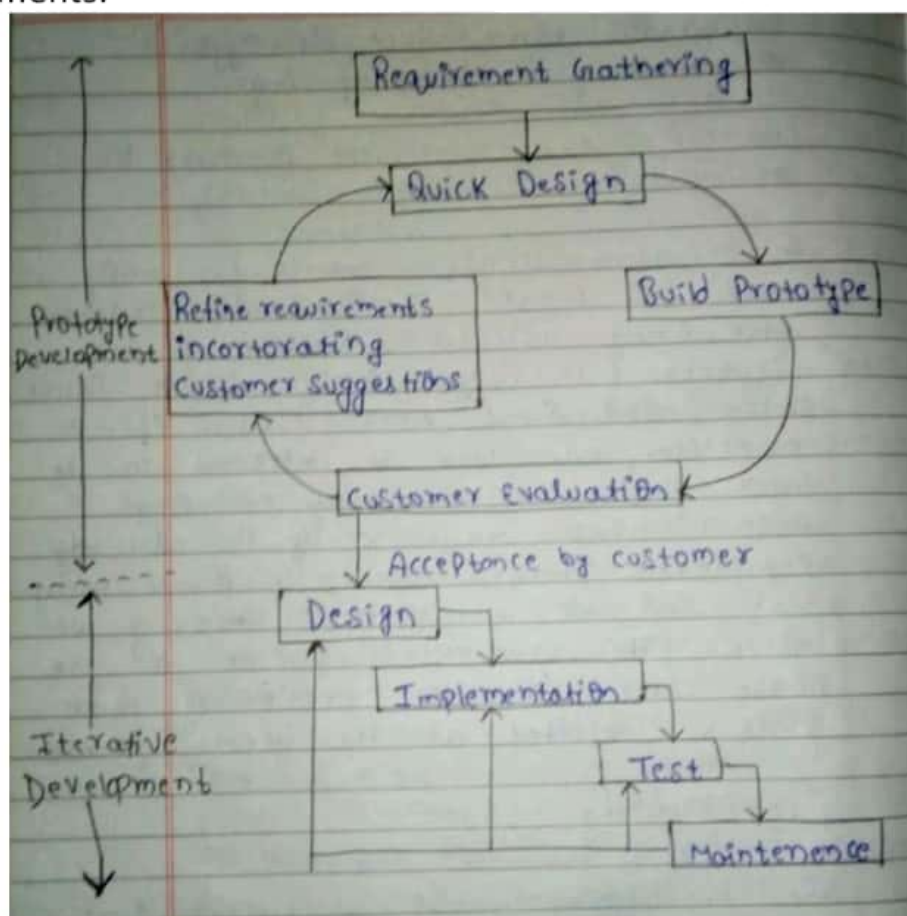 ments.
Requirement Gathering
Quick Design
Build Prototype
Refine reauirements
incortorating
Customer Suggestions
Prototype
Development
Customer Evaluation
Acceptance by customer
Design
Implementation
Test
Maintenence
Iterative
Development